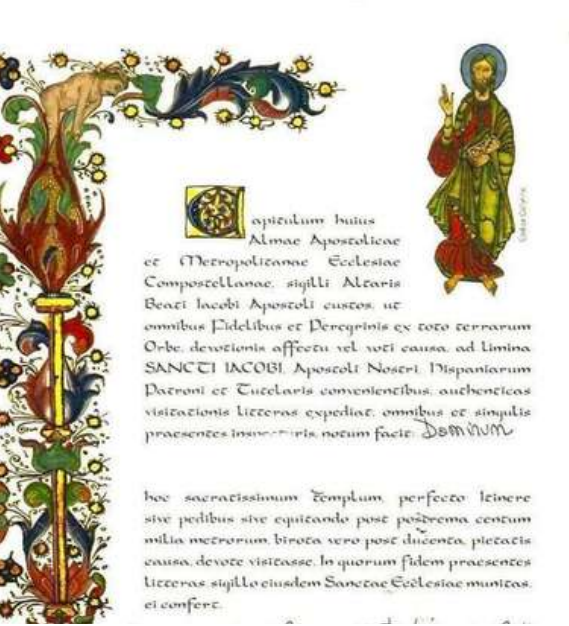 Capitulum huius
Almae Apostolicae
et Metropolitanae Ecclesiae
Compostellanae, sigilli Altaris
Beati Iacobi Apostoli custos, ut
omnibus Fidelibus et Peregrinis ex toto terrarum
Orbe, devotionis affectu vel voti causa, ad limina
SANCTI IACOBI, Apostoli Nostri, Hispaniarum
Patroni et Tutelaris convenientibus, authenticas
visitationis litteras expediat, omnibus et singulis
praesentes notum facit: Dominum
hoc sacratissimum Templum, perfecto Itinere
sive pedibus sive equitando post postrema centum
milia metrorum, birota vero post ducenta, pietatis
causa, devote visitasse. In quorum fidem praesentes
litteras, sigillo eiusdem Sanctae Ecclesiae munitas,
ei confert.